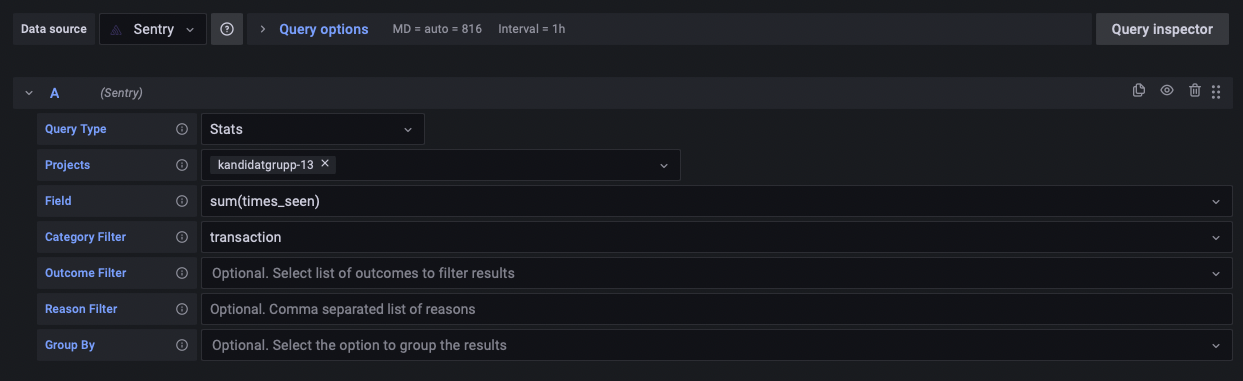 Data source Sentry Query options MD = auto = 816 Interval = 1h Query inspector
A (Sentry)
Query Type Stats
Projects kandidatgrupp-13
Field sum(times_seen)
Category Filter transaction
Outcome Filter Optional. Select list of outcomes to filter results
Reason Filter Optional. Comma separated list of reasons
Group By Optional. Select the option to group the results